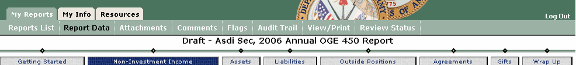 My Reports My Info Resources Log Out
Reports List Report Data Attachments Comments Flags Audit Trail View/Print Review Status
Draft - Asdi Sec, 2006 Annual OGE 450 Report
Getting Started Non-Investment Income Assets Liabilities Outside Positions Agreements Gifts Wrap Up